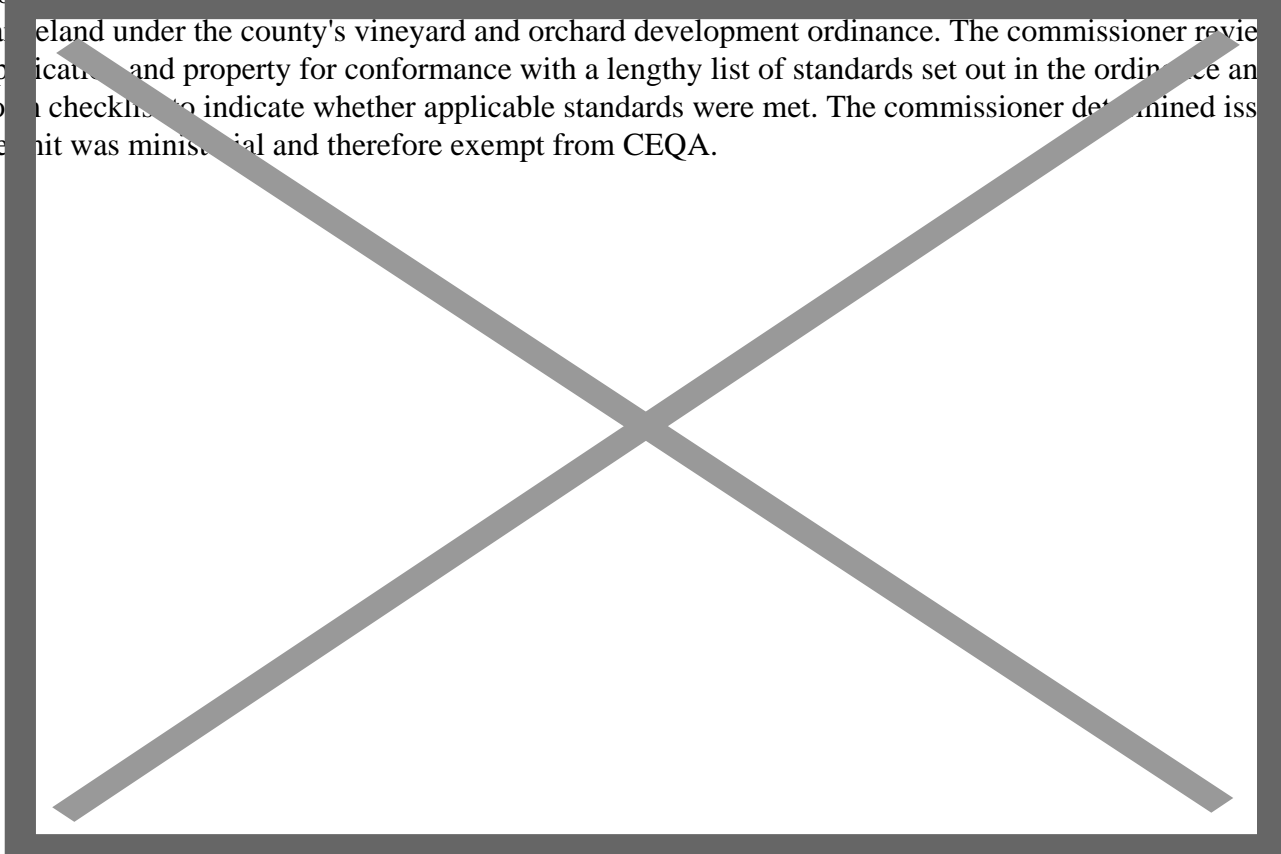 eland under the county's vineyard and orchard development ordinance. The commissioner
and property for conformance with a lengthy list of standards set out in the
to indicate whether applicable standards were met. The commissioner
was and therefore exempt from CEQA.